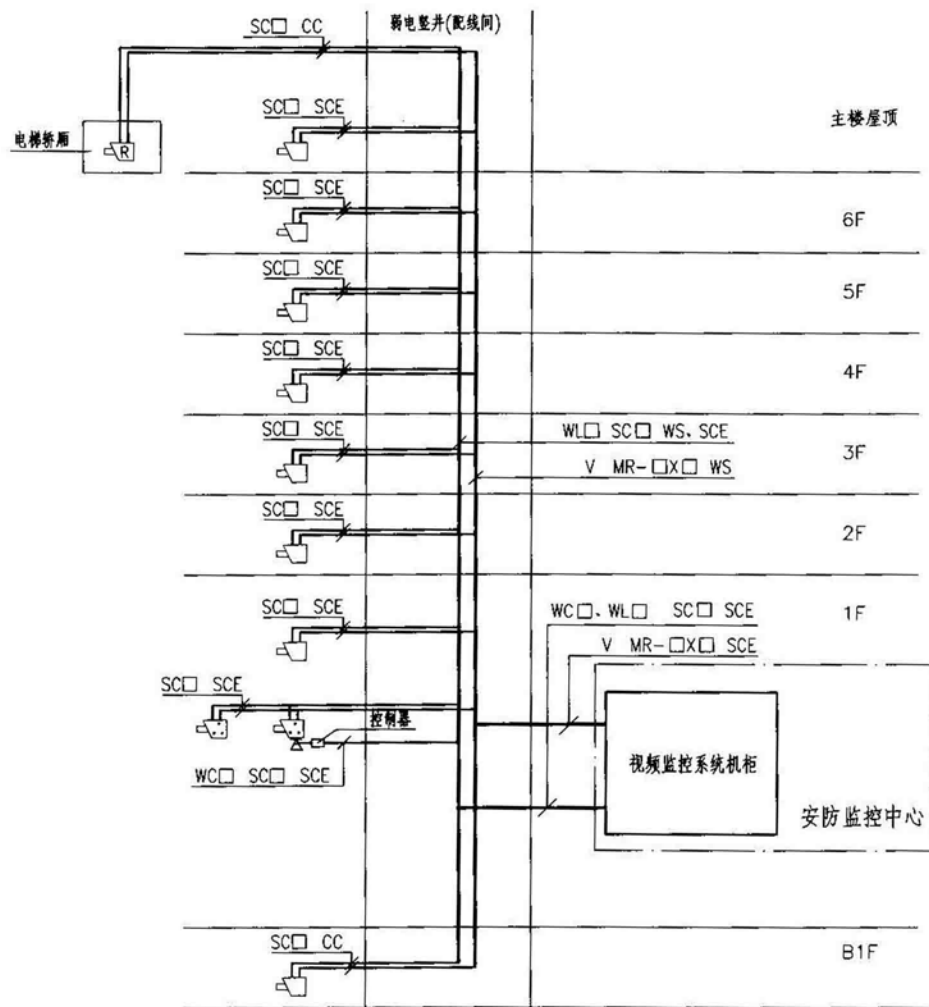 SC□ CC
弱电竖井(配线间)
SC□ SCE
主楼屋顶
电梯轿厢
R
SC□ SCE
6F
SC□ SCE
5F
SC□ SCE
4F
SC□ SCE
WL□ SC□ WS、SCE
3F
V MR-□X□ WS
SC□ SCE
2F
SC□ SCE
WC□、WL□ SC□ SCE
1F
V MR-□X□ SCE
SC□ SCE
控制器
视频监控系统机柜
WC□ SC□ SCE
安防监控中心
SC□ CC
B1F